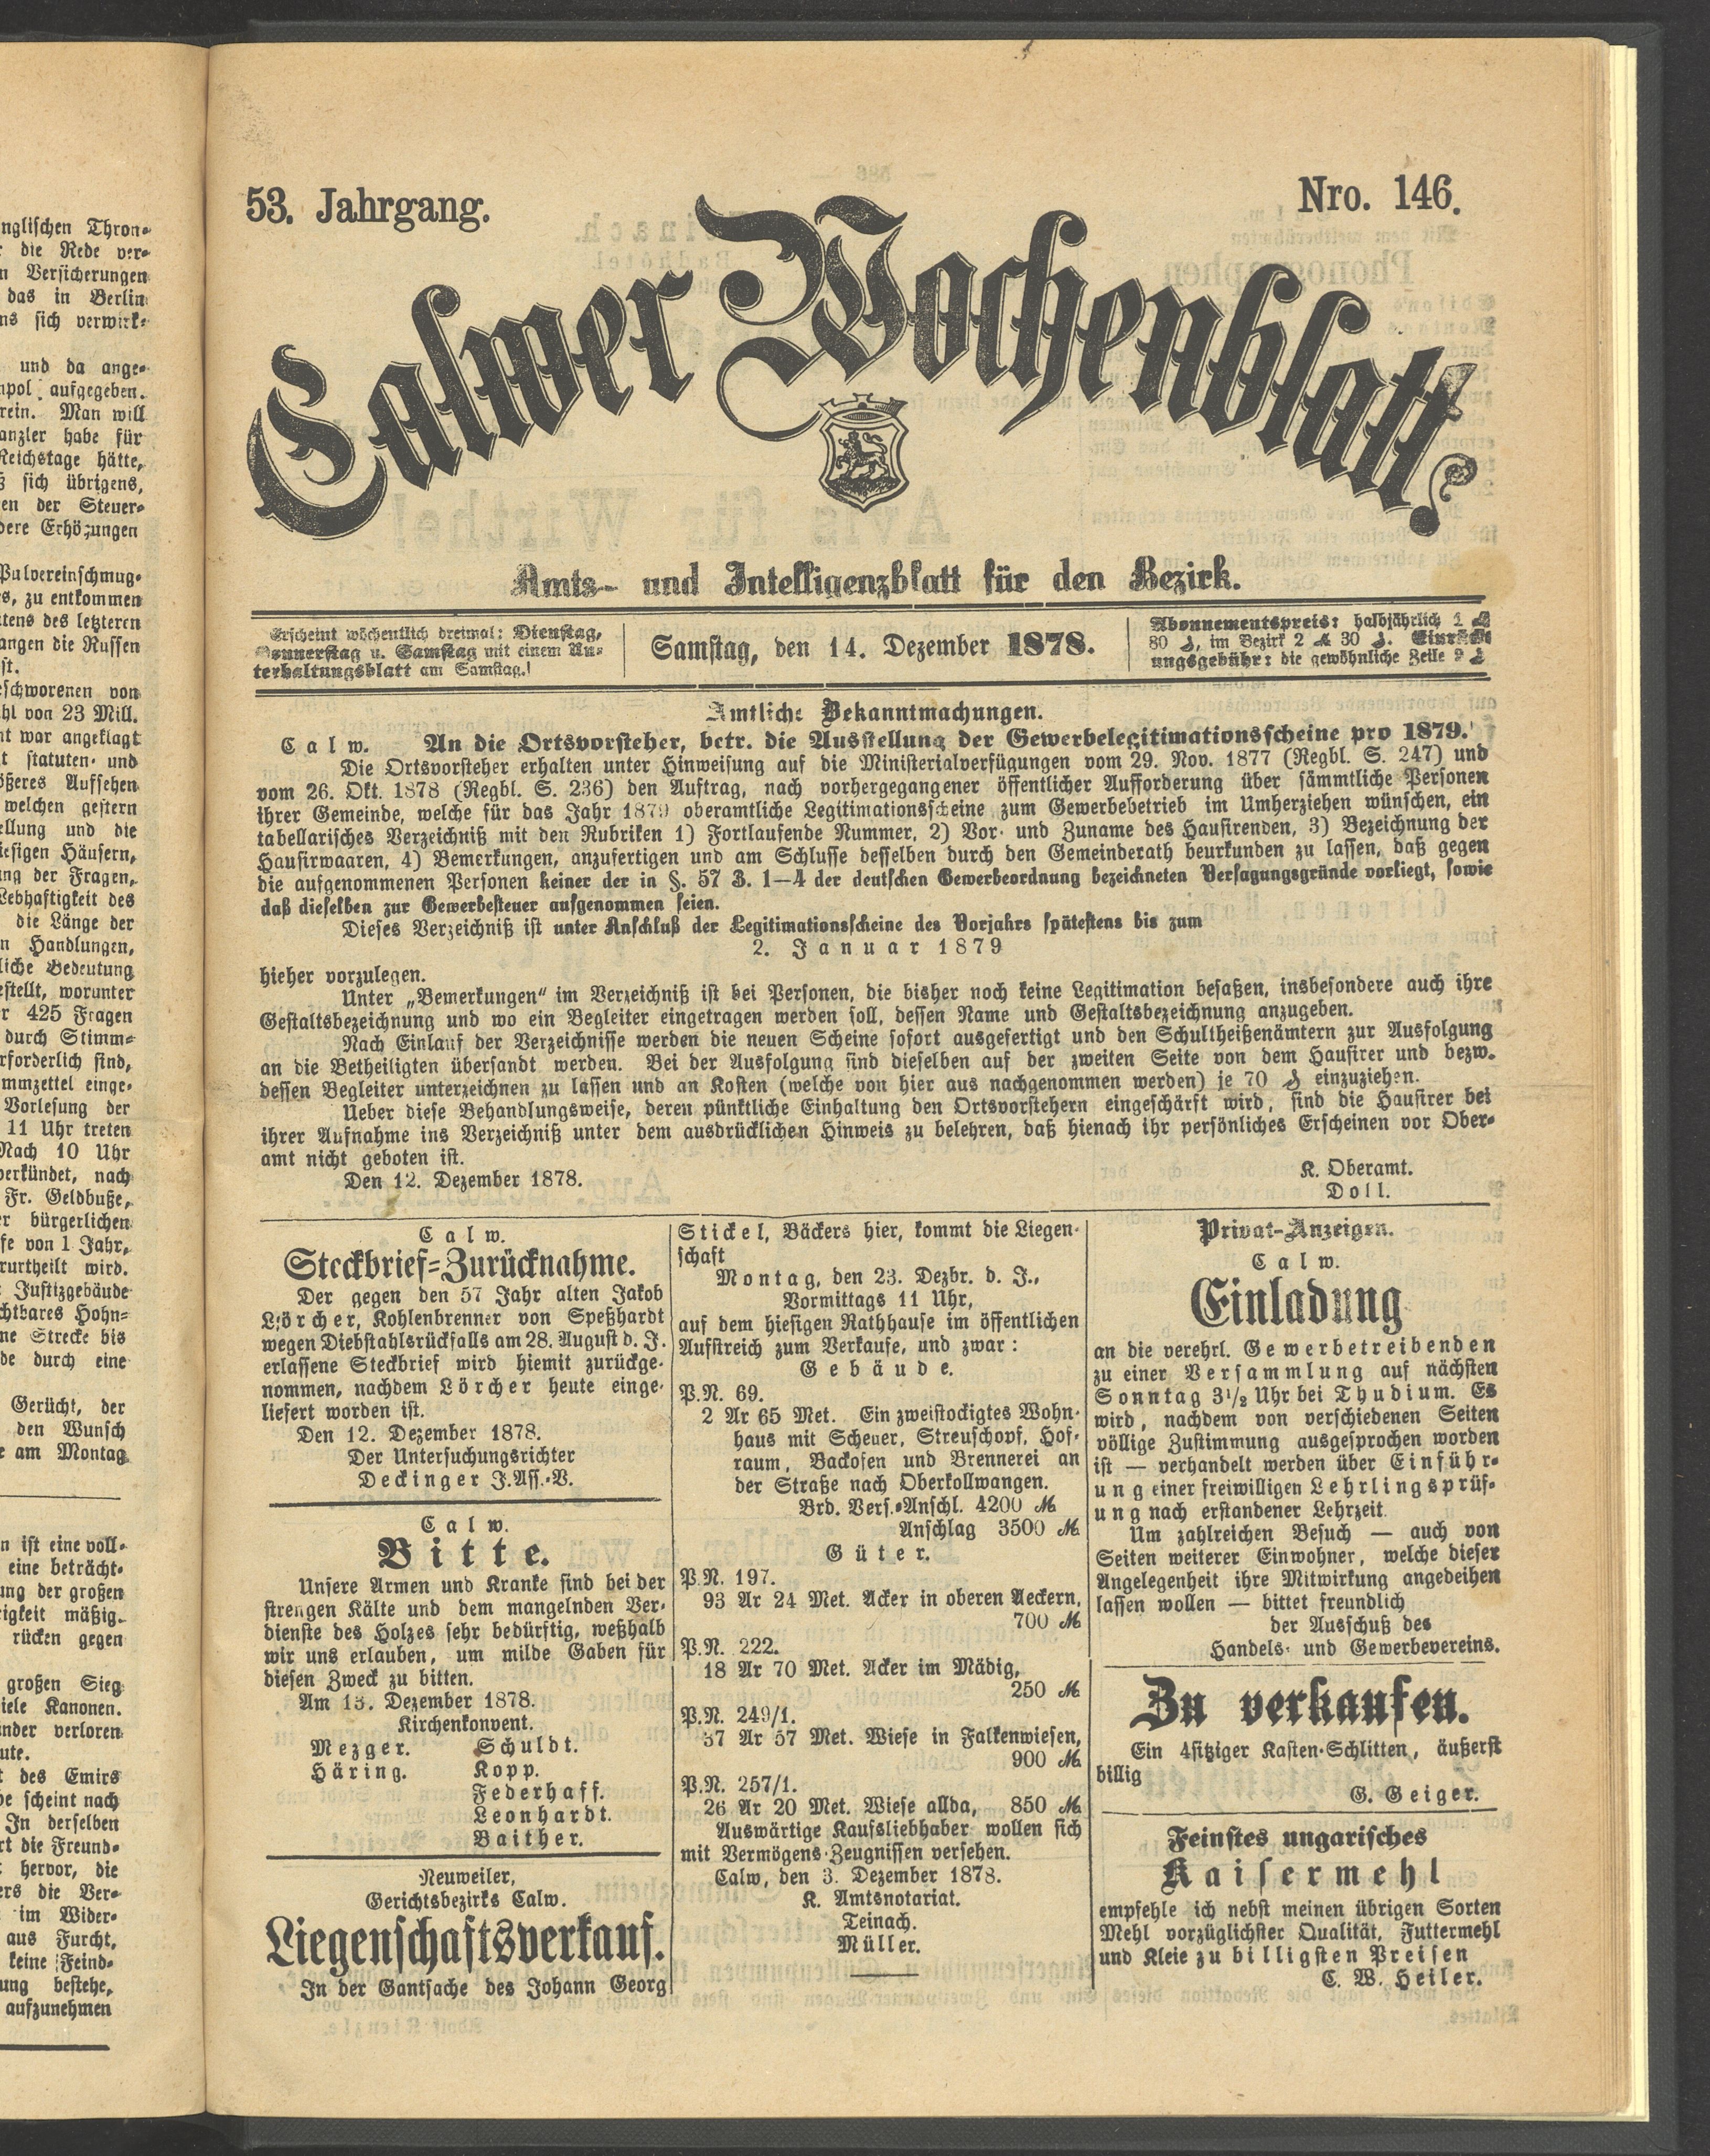 53. Jahrgang.
Nro. 146.
Calwer Wochenblatt
Amts- und Intelligenzblatt für den Bezirk.
Erscheint wöchentlich dreimal: Dienstag,
Donnerstag u. Samstag mit einem Un-
terhaltungsblatt am Samstag.
Samstag, den 14. Dezember 1878.
Abonnementspreis: halbjährlich 1 ℳ
80 ₰, im Bezirk 2 ℳ 30 ₰.
ungsgebühr: die gewöhnliche Zeile 9 ₰
Amtliche Bekanntmachungen.
Calw. An die Ortsvorsteher, betr. die Ausstellung der Gewerbelegitimationsscheine pro 1879.
Die Ortsvorsteher erhalten unter Hinweisung auf die Ministerialverfügungen vom 29. Nov. 1877 (Regbl. S. 247) und
vom 26. Okt. 1878 (Regbl. S. 236) den Auftrag, nach vorhergegangener öffentlicher Aufforderung über sämmtliche Personen
ihrer Gemeinde, welche für das Jahr 1879 oberamtliche Legitimationsscheine zum Gewerbebetrieb im Umherziehen wünschen, ein
tabellarisches Verzeichniß mit den Rubriken 1) Fortlaufende Nummer, 2) Vor- und Zuname des Hausirenden, 3) Bezeichnung der
Hausirwaaren, 4) Bemerkungen, anzufertigen und am Schlusse desselben durch den Gemeinderath beurkunden zu lassen, daß gegen
die aufgenommenen Personen keiner der in §. 57 Z. 1—4 der deutschen Gewerbeordnung bezeichneten Versagungsgründe vorliegt, sowie
daß dieselben zur Gewerbesteuer aufgenommen seien.
Dieses Verzeichniß ist unter Anschluß der Legitimationsscheine des Vorjahrs spätestens bis zum
2. Januar 1879
hieher vorzulegen.
Unter „Bemerkungen“ im Verzeichniß ist bei Personen, die bisher noch keine Legitimation besaßen, insbesondere auch ihre
Gestaltsbezeichnung und wo ein Begleiter eingetragen werden soll, dessen Name und Gestaltsbezeichnung anzugeben.
Nach Einlauf der Verzeichnisse werden die neuen Scheine sofort ausgefertigt und den Schultheißenämtern zur Ausfolgung
an die Betheiligten übersandt werden. Bei der Ausfolgung sind dieselben auf der zweiten Seite von dem Hausirer und bezw.
dessen Begleiter unterzeichnen zu lassen und an Kosten (welche von hier aus nachgenommen werden) je 70 ₰ einzuziehen.
Ueber diese Behandlungsweise, deren pünktliche Einhaltung den Ortsvorstehern eingeschärft wird, sind die Hausirer bei
ihrer Aufnahme ins Verzeichniß unter dem ausdrücklichen Hinweis zu belehren, daß hienach ihr persönliches Erscheinen vor Ober-
amt nicht geboten ist.
Den 12. Dezember 1878.
K. Oberamt.
Doll.
Calw.
Steckbrief-Zurücknahme.
Der gegen den 57 Jahr alten Jakob
Lörcher, Kohlenbrenner von Speßhardt
wegen Diebstahlsrückfalls am 28. August d. J.
erlassene Steckbrief wird hiemit zurückge-
nommen, nachdem Lörcher heute einge-
liefert worden ist.
Den 12. Dezember 1878.
Der Untersuchungsrichter
Deckinger J.Ass.-V.
Calw.
Bitte.
Unsere Armen und Kranke sind bei der
strengen Kälte und dem mangelnden Ver-
dienste des Holzes sehr bedürftig, weßhalb
wir uns erlauben, um milde Gaben für
diesen Zweck zu bitten.
Am 13. Dezember 1878.
Kirchenkonvent.
Mezger. Schuldt.
Häring. Kopp.
Federhaff.
Leonhardt.
Baither.
Neuweiler,
Gerichtsbezirks Calw.
Liegenschaftsverkauf.
In der Gantsache des Johann Georg
Stickel, Bäckers hier, kommt die Liegen-
schaft
Montag, den 23. Dezbr. d. J.,
Vormittags 11 Uhr,
auf dem hiesigen Rathhause im öffentlichen
Aufstreich zum Verkaufe, und zwar:
Gebäude.
P.N. 69.
2 Ar 65 Met. Ein zweistockigtes Wohn-
haus mit Scheuer, Streuschopf, Hof-
raum, Backofen und Brennerei an
der Straße nach Oberkollwangen.
Brd. Vers.-Anschl. 4200 ℳ
Anschlag 3500 ℳ
Güter.
P.N. 197.
93 Ar 24 Met. Acker in oberen Aeckern,
700 ℳ
P.N. 222.
18 Ar 70 Met. Acker im Mädig,
250 ℳ
P.N. 249/1.
37 Ar 57 Met. Wiese in Falkenwiesen,
900 ℳ
P.N. 257/1.
26 Ar 20 Met. Wiese allda, 850 ℳ
Auswärtige Kaufsliebhaber wollen sich
mit Vermögens-Zeugnissen versehen.
Calw, den 3. Dezember 1878.
K. Amtsnotariat.
Teinach.
Müller.
Privat-Anzeigen.
Calw.
Einladung
an die verehrl. Gewerbetreibenden
zu einer Versammlung auf nächsten
Sonntag 3½ Uhr bei Thudium. Es
wird, nachdem von verschiedenen Seiten
völlige Zustimmung ausgesprochen worden
ist — verhandelt werden über Einführ-
ung einer freiwilligen Lehrlingsprüf-
ung nach erstandener Lehrzeit.
Um zahlreichen Besuch — auch von
Seiten weiterer Einwohner, welche dieser
Angelegenheit ihre Mitwirkung angedeihen
lassen wollen — bittet freundlich
der Ausschuß des
Handels- und Gewerbevereins.
Zu verkaufen.
Ein 4sitziger Kasten-Schlitten, äußerst
billig
G. Geiger.
Feinstes ungarisches
Kaisermehl
empfehle ich nebst meinen übrigen Sorten
Mehl vorzüglichster Qualität, Futtermehl
und Kleie zu billigsten Preisen
C. W. Heiler.